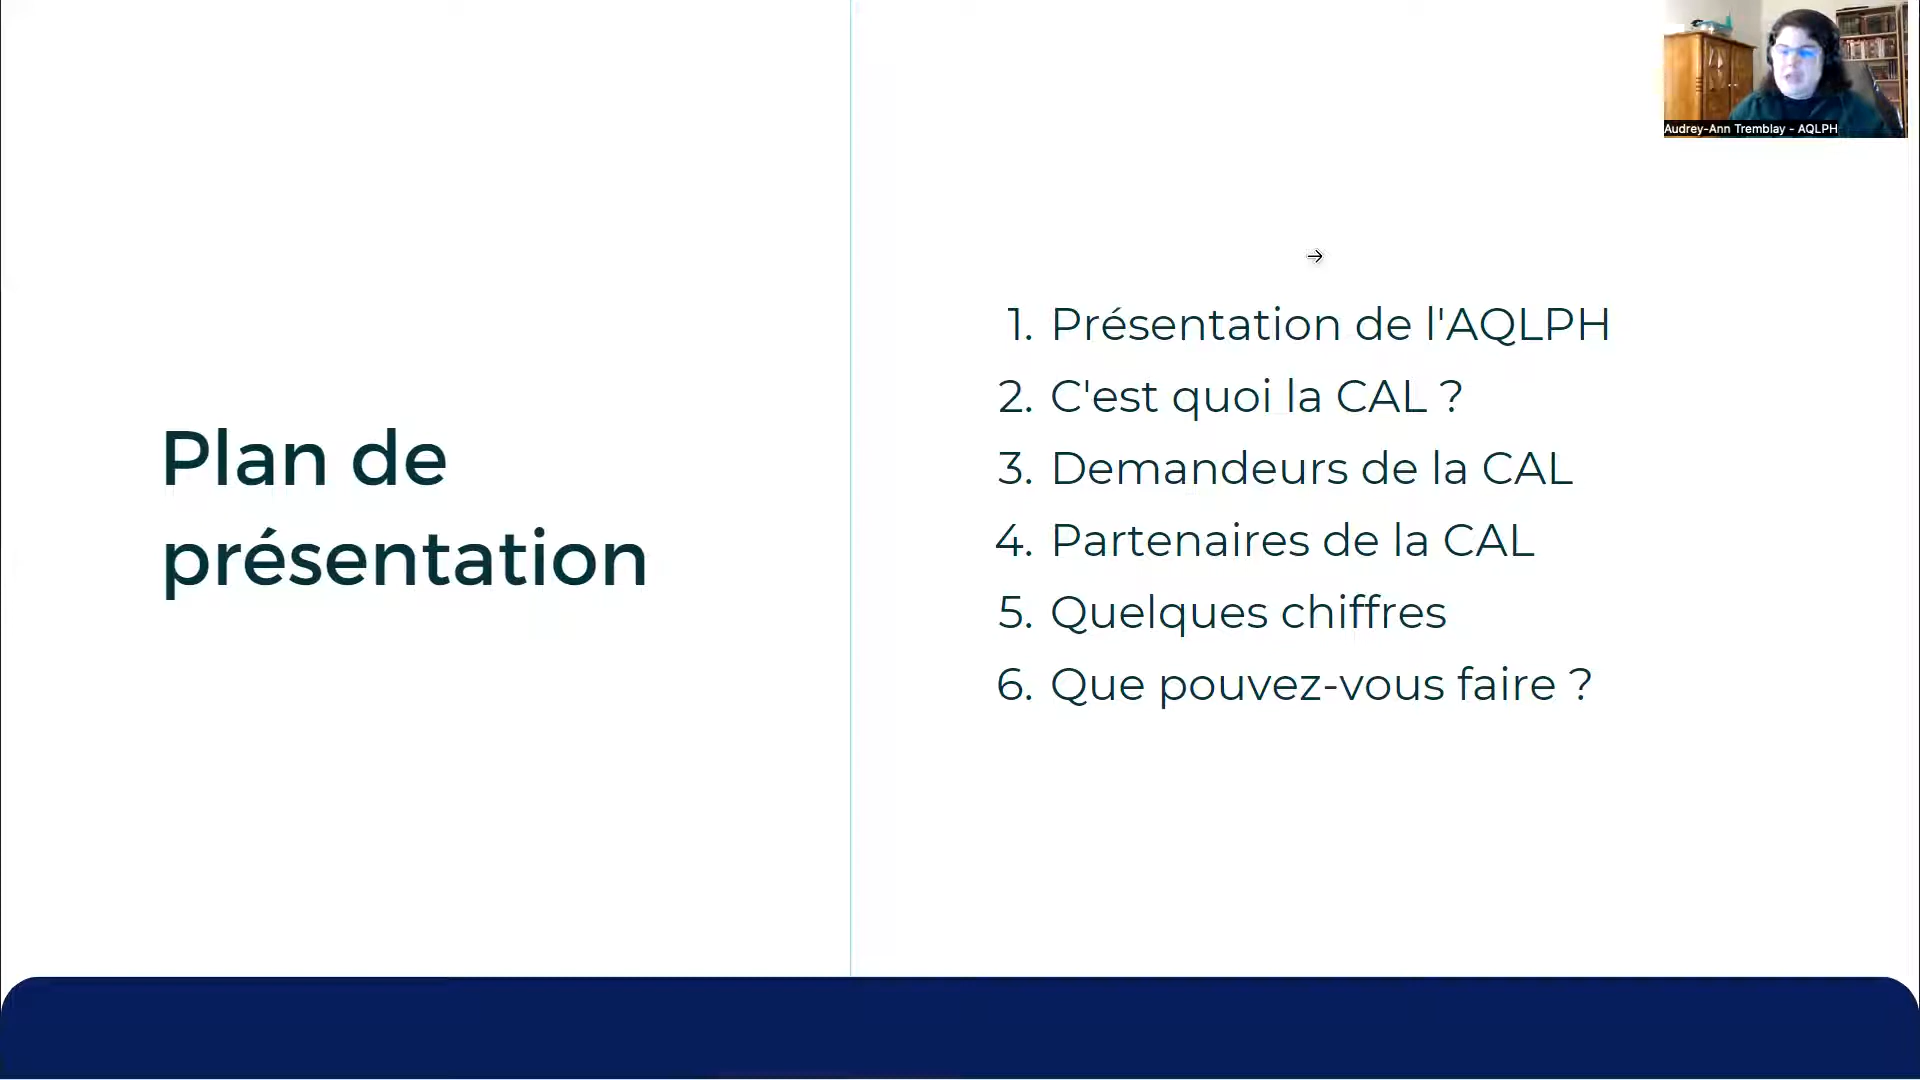 Audrey-Ann Tremblay - AQLPH
Plan de
présentation
1. Présentation de l'AQLPH
2. C'est quoi la CAL ?
3. Demandeurs de la CAL
4. Partenaires de la CAL
5. Quelques chiffres
6. Que pouvez-vous faire ?